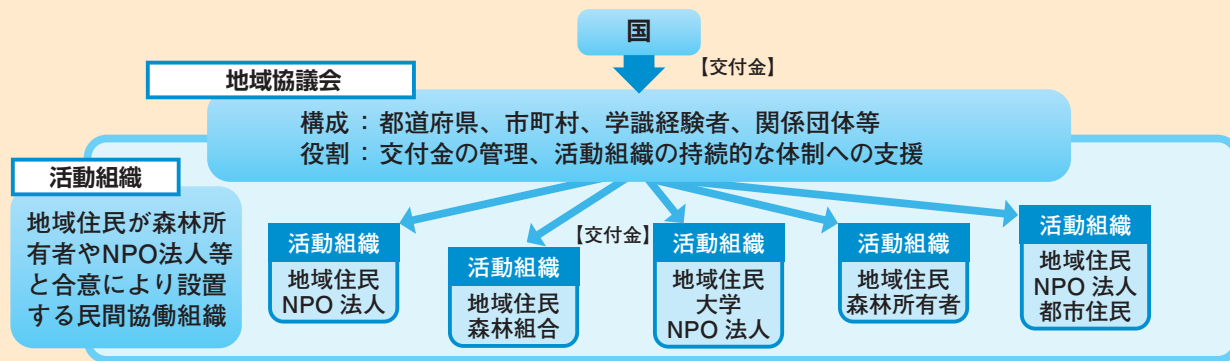 国
【交付金】
地域協議会
構成：都道府県、市町村、学識経験者、関係団体等
役割：交付金の管理、活動組織の持続的な体制への支援
活動組織
地域住民が森林所
有者やNPO法人等
と合意により設置
する民間協働組織
【交付金】
活動組織
地域住民
NPO 法人
活動組織
地域住民
森林組合
活動組織
地域住民
大学
NPO 法人
活動組織
地域住民
森林所有者
活動組織
地域住民
NPO 法人
都市住民